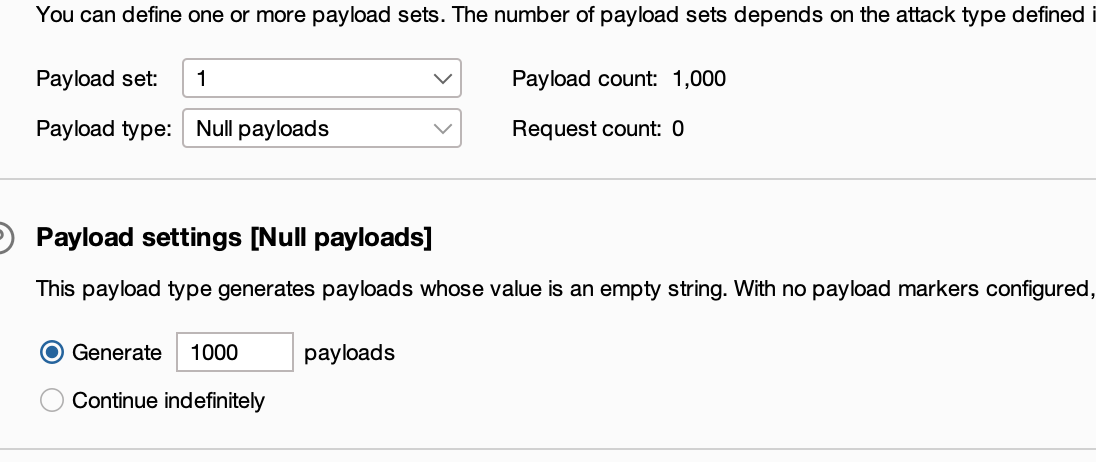 You can define one or more payload sets. The number of payload sets depends on the attack type defined
Payload set: 1 Payload count: 1,000
Payload type: Null payloads Request count: 0
Payload settings [Null payloads]
This payload type generates payloads whose value is an empty string. With no payload markers configured,
Generate 1000 payloads
Continue indefinitely